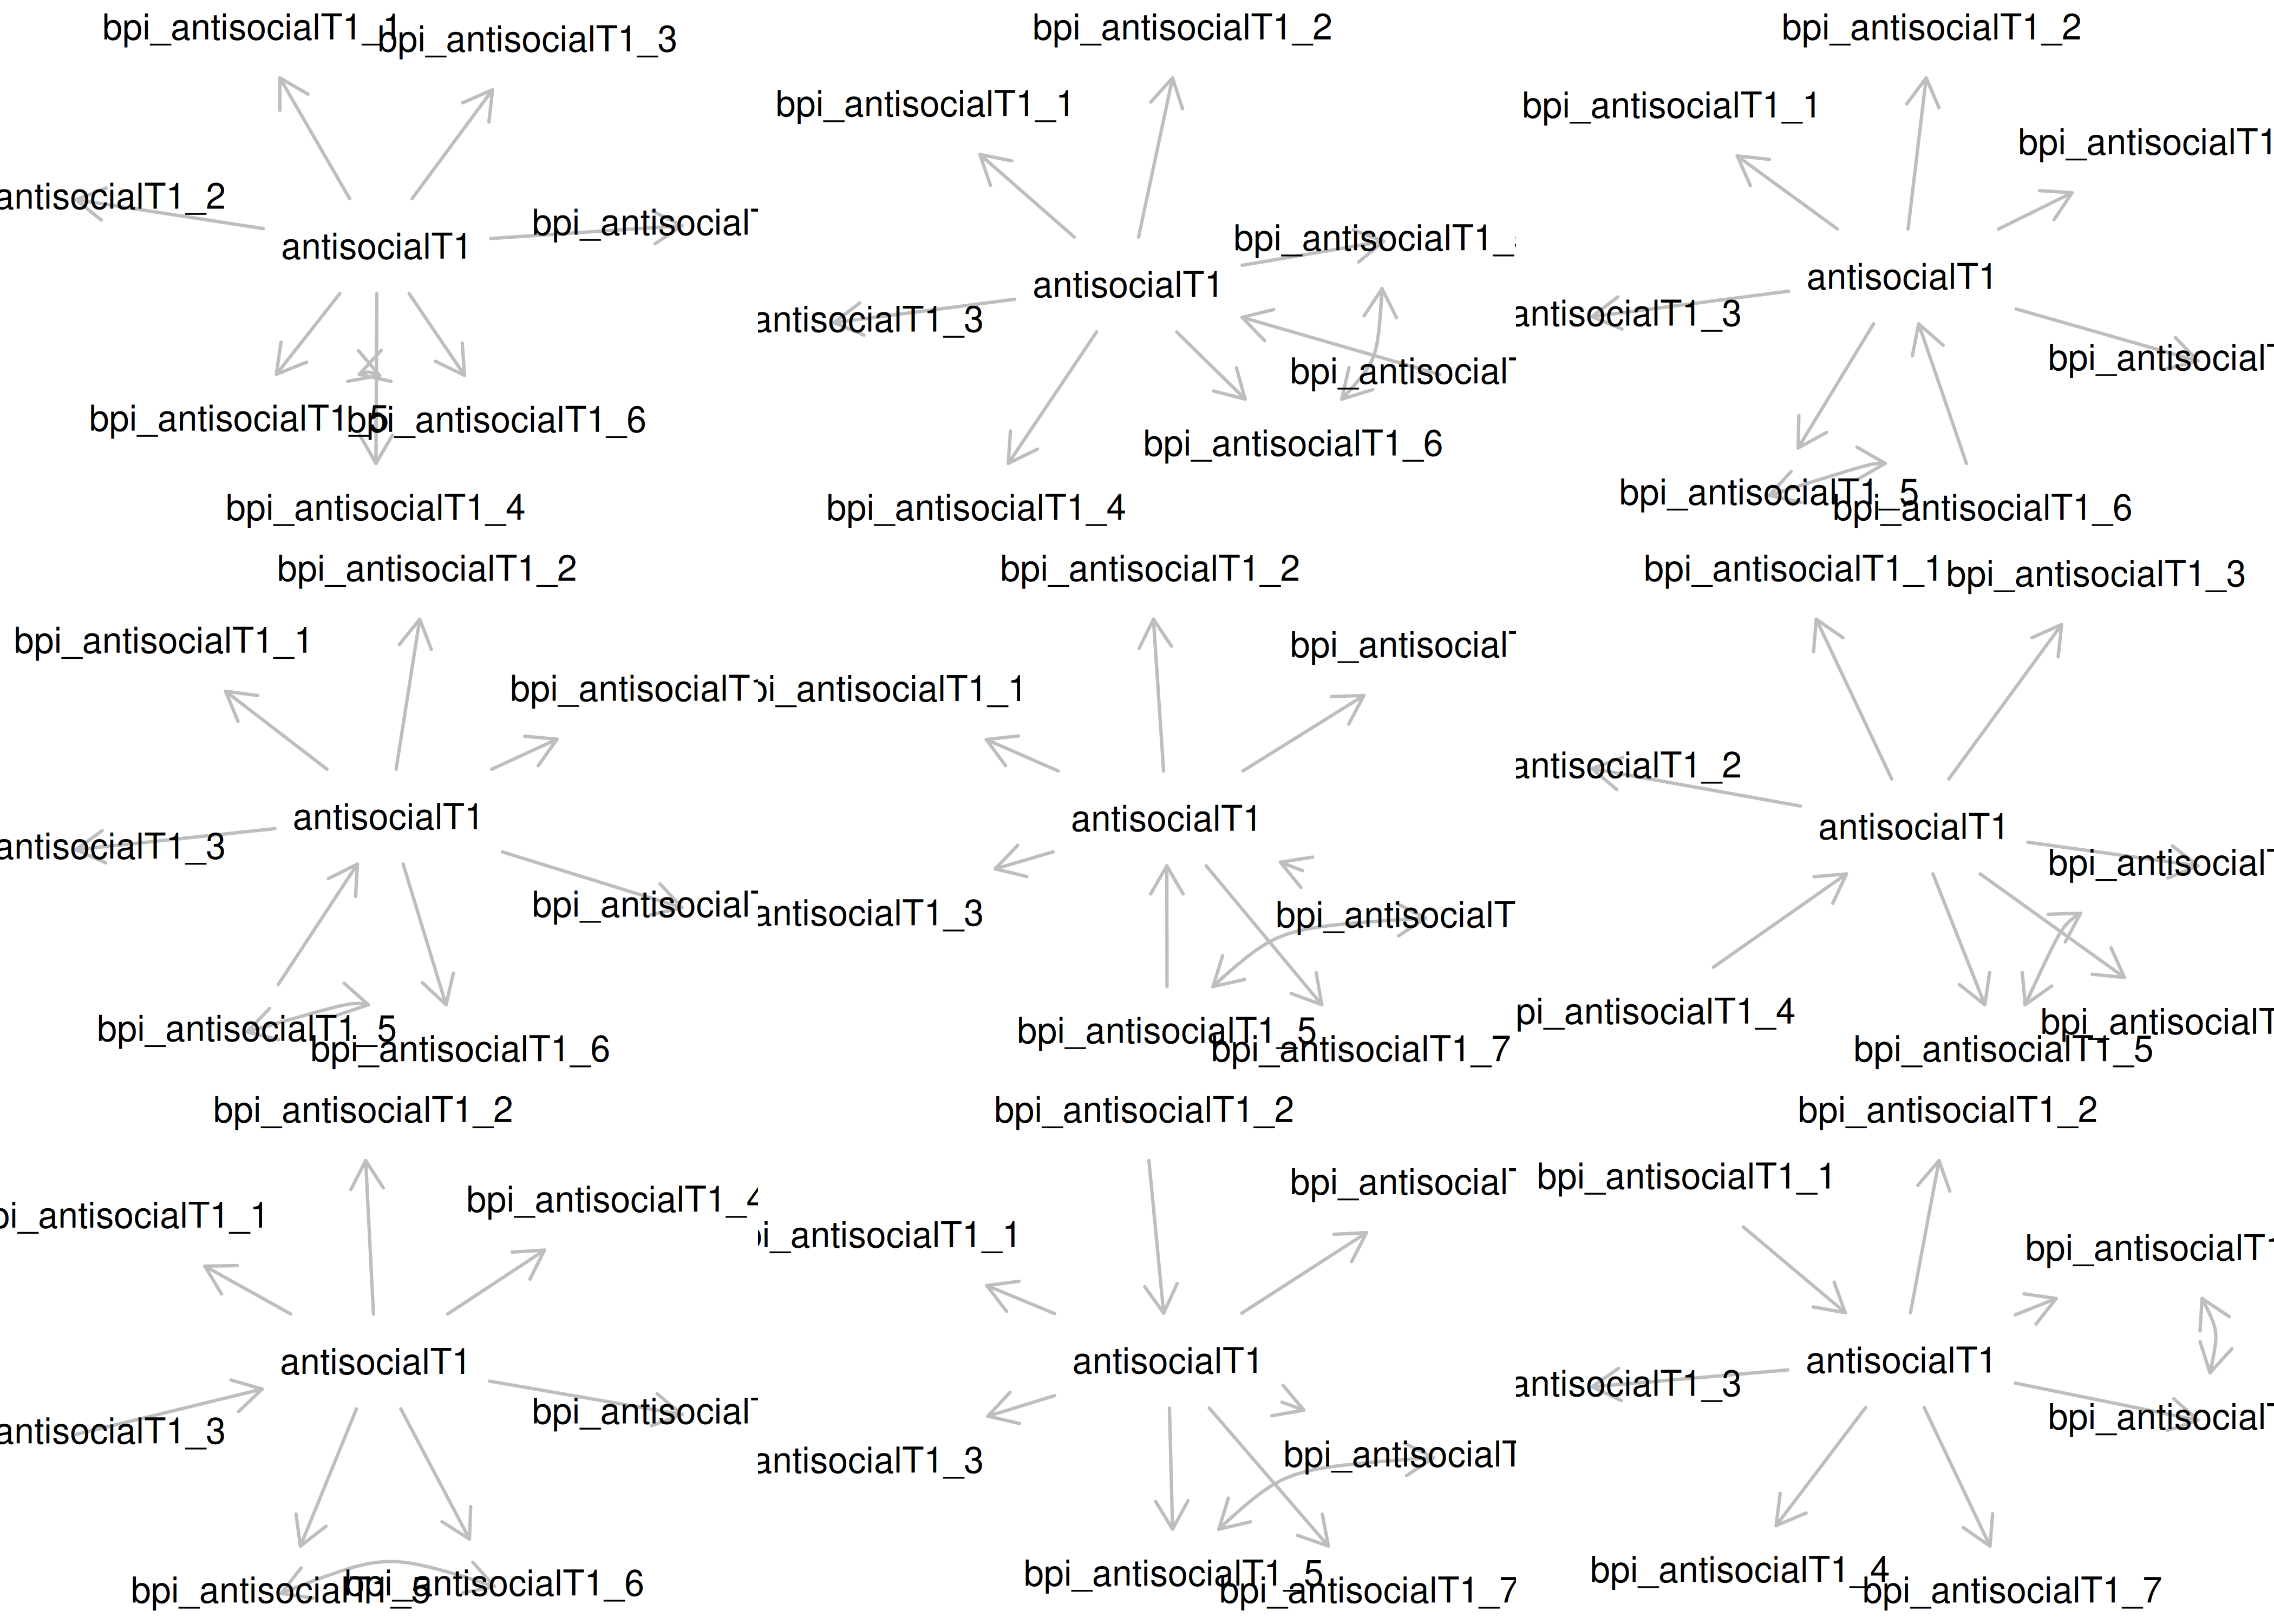 bpi_antisocialT1_1
bpi_antisocialT1_3
antisocialT1_2
bpi_antisocial
antisocialT1
bpi_antisocialT1_5
bpi_antisocialT1_6
bpi_antisocialT1_4
bpi_antisocialT1_2
bpi_antisocialT1_1
bpi_antisocialT1_
antisocialT1
antisocialT1_3
bpi_antisocial
bpi_antisocialT1_6
bpi_antisocialT1_4
bpi_antisocialT1_2
bpi_antisocialT1_1
bpi_antisocialT1
antisocialT1
antisocialT1_3
bpi_antisocial
bpi_antisocialT1_5
bpi_antisocialT1_6
bpi_antisocialT1_2
bpi_antisocialT1_1
bpi_antisocialT
antisocialT1
antisocialT1_3
bpi_antisocial
bpi_antisocialT1_5
bpi_antisocialT1_6
bpi_antisocialT1_2
bpi_antisocial
pi_antisocialT1_1
antisocialT1
antisocialT1_3
bpi_antisocialT
bpi_antisocialT1_5
bpi_antisocialT1_7
bpi_antisocialT1_1
bpi_antisocialT1_3
antisocialT1_2
antisocialT1
bpi_antisocial
pi_antisocialT1_4
bpi_antisocialT
bpi_antisocialT1_5
bpi_antisocialT1_2
bpi_antisocialT1_4
pi_antisocialT1_1
antisocialT1
bpi_antisocial
antisocialT1_3
bpi_antisocialT1_5
bpi_antisocialT1_6
bpi_antisocialT1_2
bpi_antisocial
i_antisocialT1_1
antisocialT1
bpi_antisocialT
antisocialT1_3
bpi_antisocialT1_5
bpi_antisocialT1_7
bpi_antisocialT1_2
bpi_antisocialT1_1
bpi_antisocialT1
antisocialT1
antisocialT1_3
bpi_antisocial
bpi_antisocialT1_4
bpi_antisocialT1_7